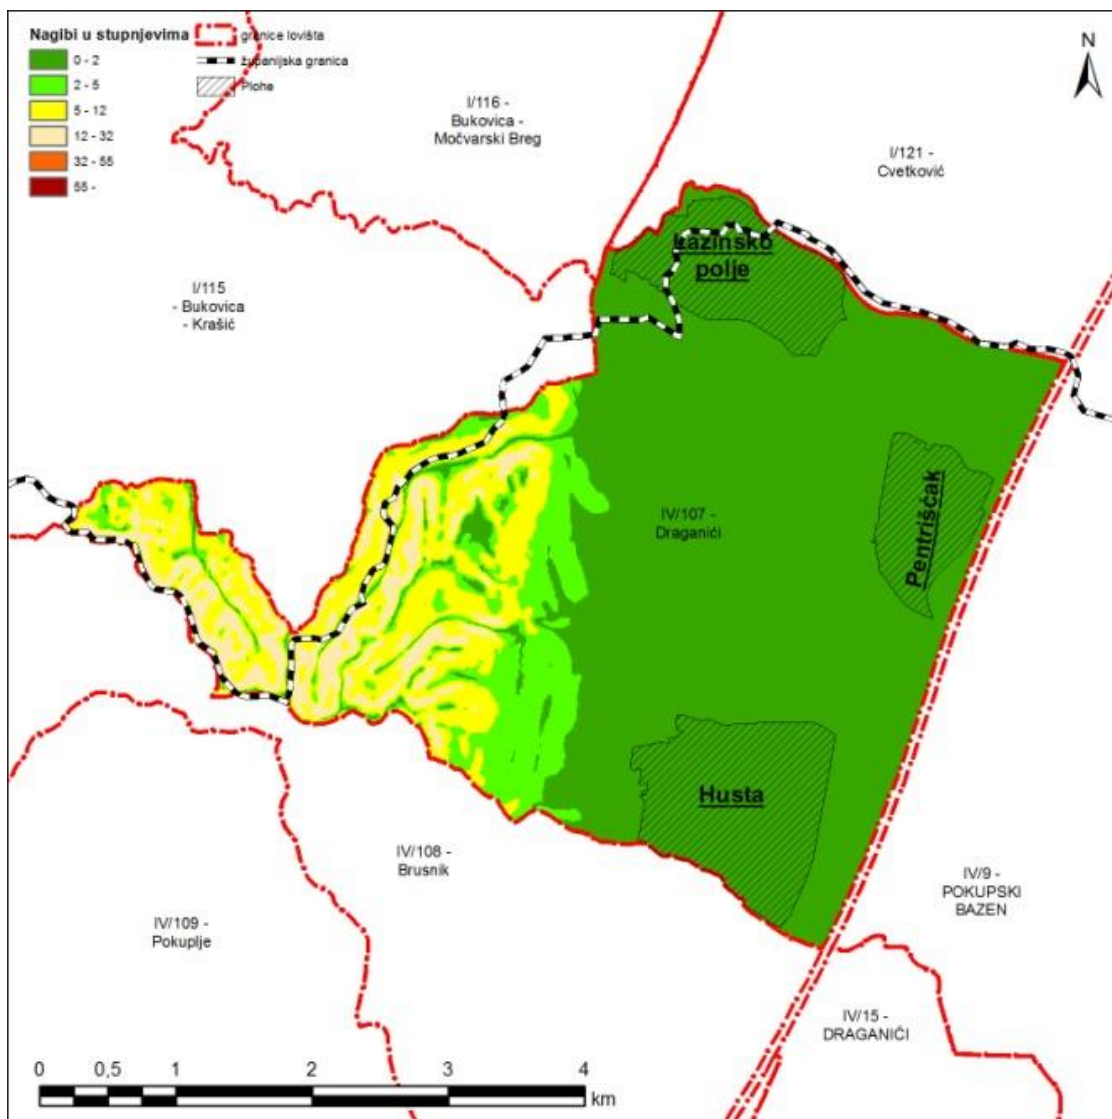 Nagibi u stupnjevima
0 - 2
2 - 5
5 - 12
12 - 32
32 - 55
55 -
granice lovišta
županijska granica
Plohe
N
I/116 -
Bukovica -
Močvarski Breg
I/121 -
Cvetković
Lazinsko
polje
I/115
- Bukovica
- Krašić
IV/107 -
Draganići
Pentriščak
Husta
IV/108 -
Brusnik
IV/109 -
Pokuplje
IV/9 -
POKUPSKI
BAZEN
IV/15 -
DRAGANIĆI
0 0,5 1 2 3 4
km